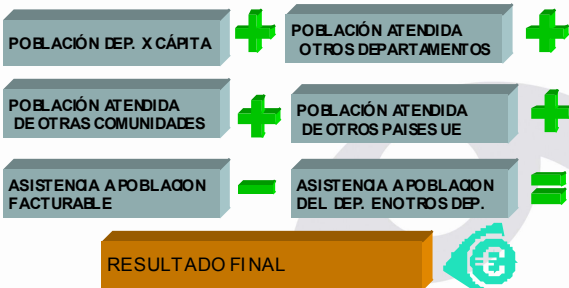 POBLACIÓN DEP. X CÁPITA
POBLACIÓN ATENDIDA
OTROS DEPARTAMENTOS
POBLACIÓN ATENDIDA
DE OTRAS COMUNIDADES
POBLACIÓN ATENDIDA
DE OTROS PAISES UE
ASISTENCIA A POBLACION
FACTURABLE
ASISTENCIA A POBLACION
DEL DEP. EN OTROS DEP.
RESULTADO FINAL
€